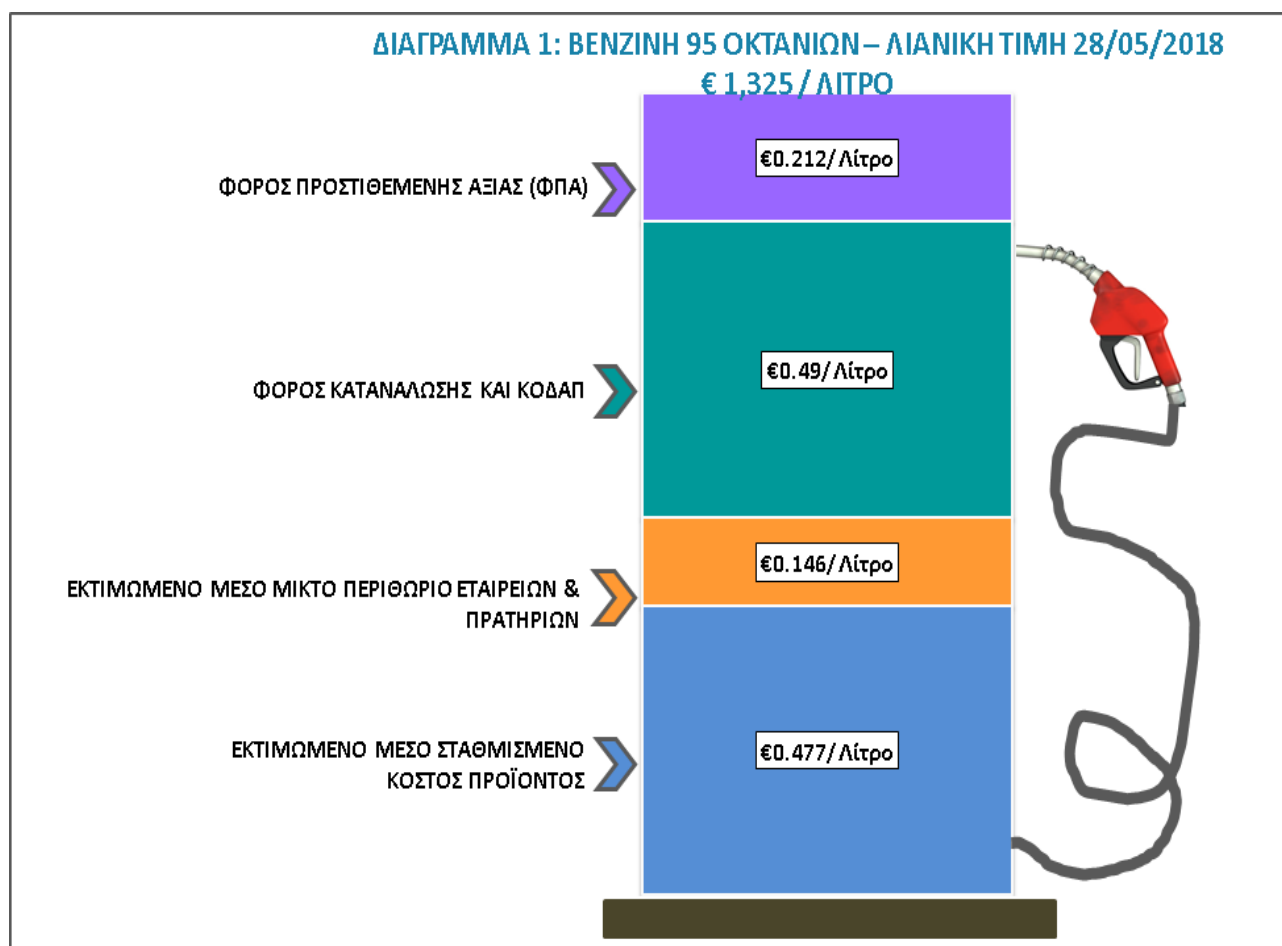 ΔΙΑΓΡΑΜΜΑ 1: ΒΕΝΖΙΝΗ 95 ΟΚΤΑΝΙΩΝ – ΛΙΑΝΙΚΗ ΤΙΜΗ 28/05/2018
€ 1,325 / ΛΙΤΡΟ
€0.212/ Λίτρο
ΦΟΡΟΣ ΠΡΟΣΤΙΘΕΜΕΝΗΣ ΑΞΙΑΣ (ΦΠΑ)
€0.49/ Λίτρο
ΦΟΡΟΣ ΚΑΤΑΝΑΛΩΣΗΣ ΚΑΙ ΚΟΔΑΠ
€0.146/ Λίτρο
ΕΚΤΙΜΩΜΕΝΟ ΜΕΣΟ ΜΙΚΤΟ ΠΕΡΙΘΩΡΙΟ ΕΤΑΙΡΕΙΩΝ &
ΠΡΑΤΗΡΙΩΝ
€0.477/ Λίτρο
ΕΚΤΙΜΩΜΕΝΟ ΜΕΣΟ ΣΤΑΘΜΙΣΜΕΝΟ
ΚΟΣΤΟΣ ΠΡΟΪΟΝΤΟΣ